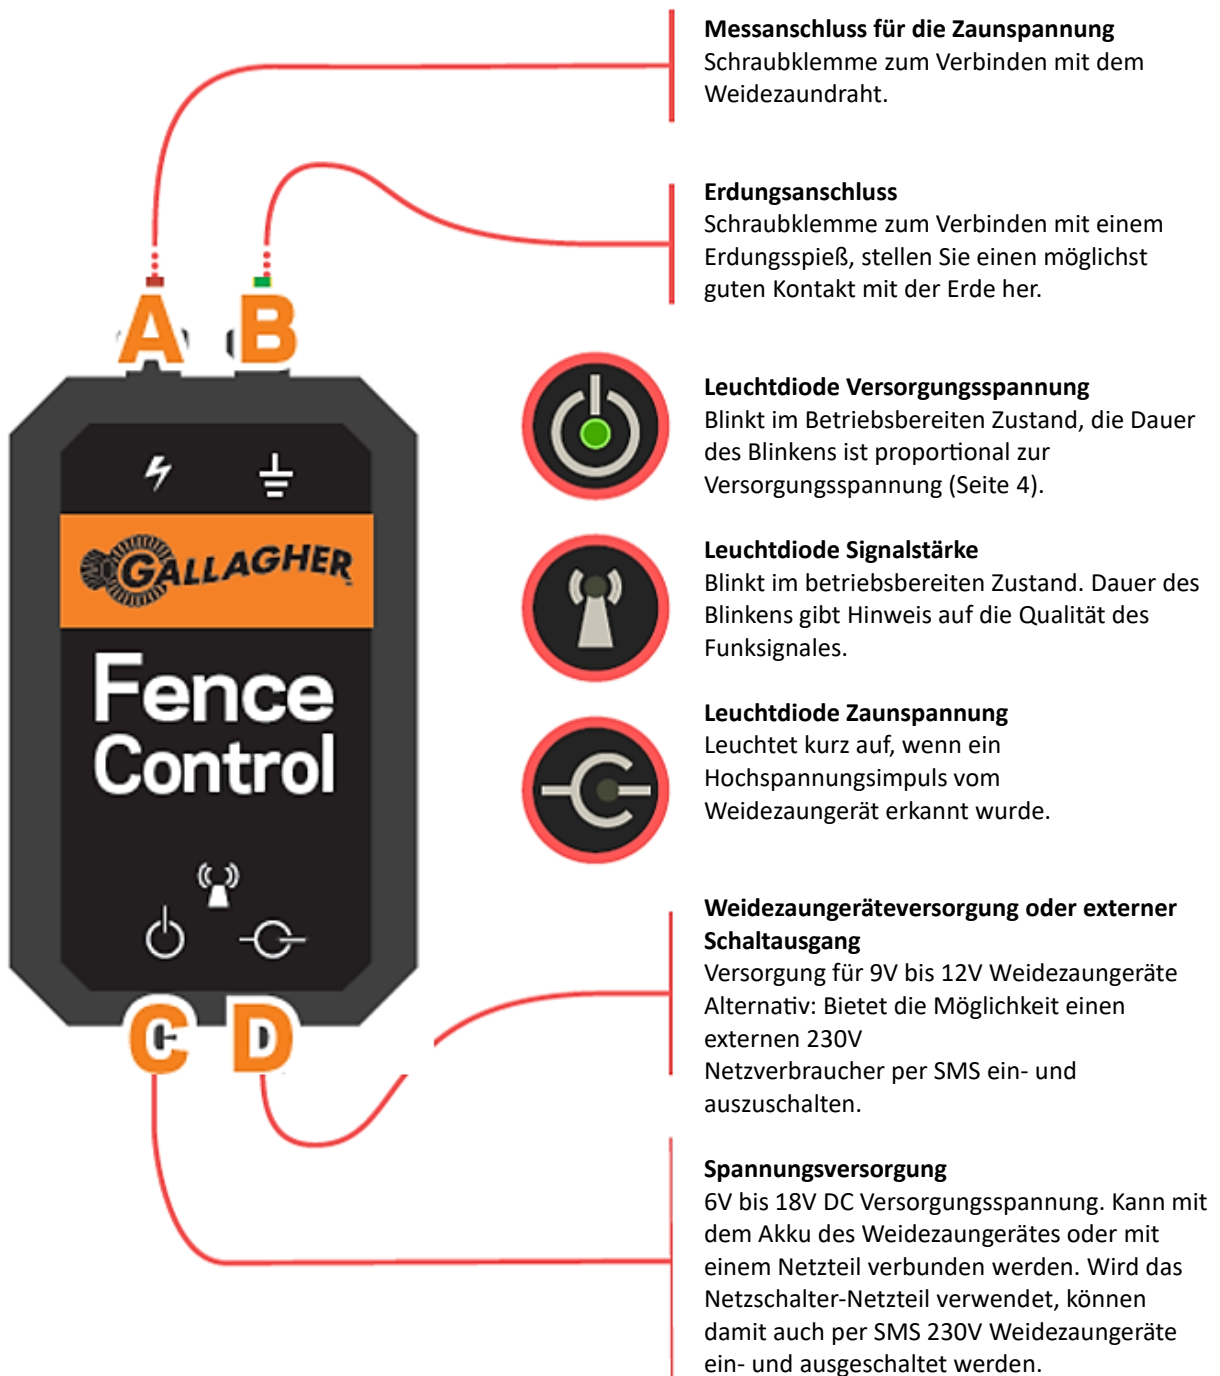 Messanschluss für die Zaunspannung
Schraubklemme zum Verbinden mit dem
Weidezaundraht.
Erdungsanschluss
Schraubklemme zum Verbinden mit einem
Erdungsspieß, stellen Sie einen möglichst
guten Kontakt mit der Erde her.
A B
GALLAGHER
Fence
Control
C D
Leuchtdiode Versorgungsspannung
Blinkt im Betriebsbereiten Zustand, die Dauer
des Blinkens ist proportional zur
Versorgungsspannung (Seite 4).
Leuchtdiode Signalstärke
Blinkt im betriebsbereiten Zustand. Dauer des
Blinkens gibt Hinweis auf die Qualität des
Funksignales.
Leuchtdiode Zaunspannung
Leuchtet kurz auf, wenn ein
Hochspannungsimpuls vom
Weidezaungerät erkannt wurde.
Weidezaungeräteversorgung oder externer
Schaltausgang
Versorgung für 9V bis 12V Weidezaungeräte
Alternativ: Bietet die Möglichkeit einen
externen 230V
Netzverbraucher per SMS ein- und
auszuschalten.
Spannungsversorgung
6V bis 18V DC Versorgungsspannung. Kann mit
dem Akku des Weidezaungerätes oder mit
einem Netzteil verbunden werden. Wird das
Netzschalter-Netzteil verwendet, können
damit auch per SMS 230V Weidezaungeräte
ein- und ausgeschaltet werden.